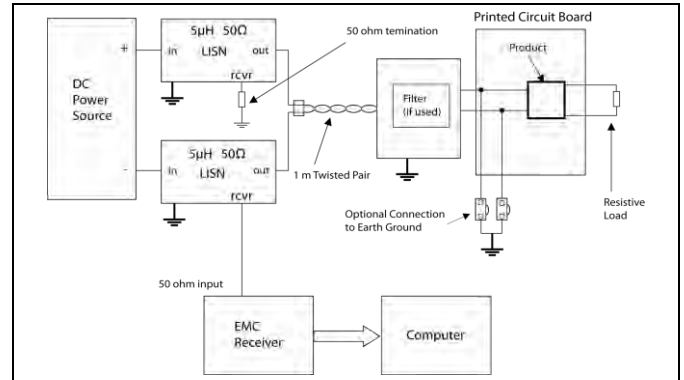 Printed Circuit Board
5µH 50Ω
50 ohm temination
+
in
LISN
out
rcvr
Product
DC
Power
Source
Filter
(if used)
5µH 50Ω
-
in
LISN
out
rcvr
1 m Twisted Pair
Optional Connection
to Earth Ground
Resistive
Load
50 ohm input
EMC
Receiver
Computer